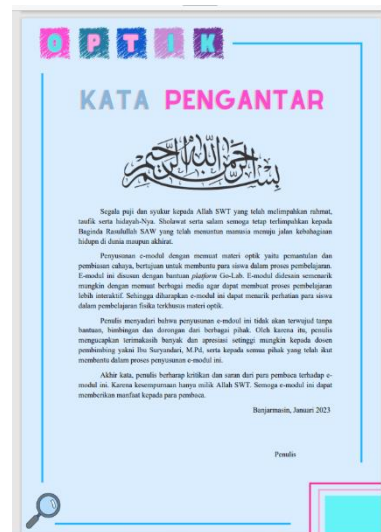 OPTIK
KATA PENGANTAR
بِسْمِ اللَّهِ الرَّحْمَنِ الرَّحِيمِ
Segala puji dan syukur kepada Allah SWT yang telah melimpahkan rahmat,
taufik serta hidayah-Nya. Sholawat serta salam semoga tetap terlimpahkan kepada
Baginda Rasulullah SAW yang telah menuntun manusia menuju jalan kebahagiaan
hidup di dunia maupun akhirat.
Penyusunan e-modul dengan memuat materi optik yaitu pemantulan dan
pembiasan cahaya, bertujuan untuk membantu para siswa dalam proses pembelajaran.
E-modul ini disusun dengan bantuan platform Go-Lab. E-modul didesain semenarik
mungkin dengan memuat berbagai media agar dapat membuat proses pembelajaran
lebih interaktif. Sehingga diharapkan e-modul ini dapat menarik perhatian para siswa
dalam pembelajaran fisika terkhusus materi optik.
Penulis menyadari bahwa penyusunan e-modul ini tidak akan terwujud tanpa
bantuan, bimbingan dan dorongan dari berbagai pihak. Oleh karena itu, penulis
mengucapkan terimakasih banyak dan apresiasi setinggi mungkin kepada dosen
pembimbing yakni Ibu Suryandari, M.Pd, serta kepada semua pihak yang telah ikut
membantu dalam proses penyusunan e-modul ini.
Akhir kata, penulis berharap kritikan dan saran dari para pembaca terhadap e-
modul ini. Karena kesempurnaan hanya milik Allah SWT. Semoga e-modul ini dapat
memberikan manfaat kepada para pembaca.
Banjarmasin, Januari 2023
Penulis